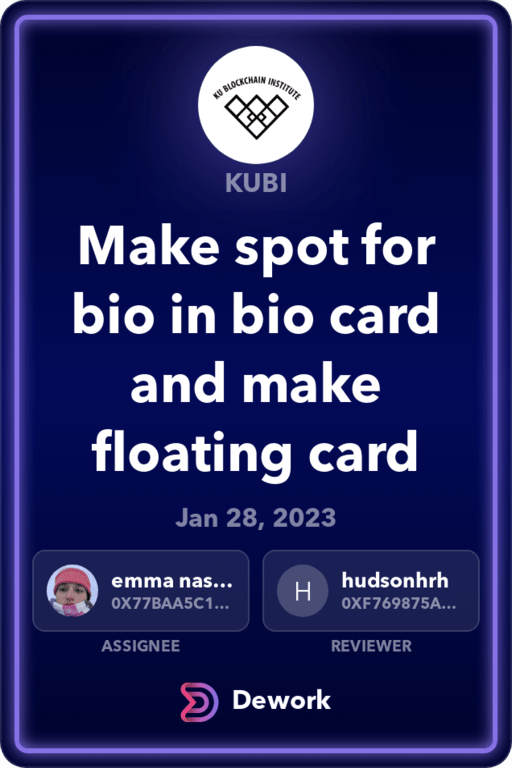 KU BLOCKCHAIN INSTITUTE
KUBI
Make spot for
bio in bio card
and make
floating card
Jan 28, 2023
emma nas...
0X77BAA5C1...
ASSIGNEE
H
hudsonhrh
0XF769875A...
REVIEWER
Dework